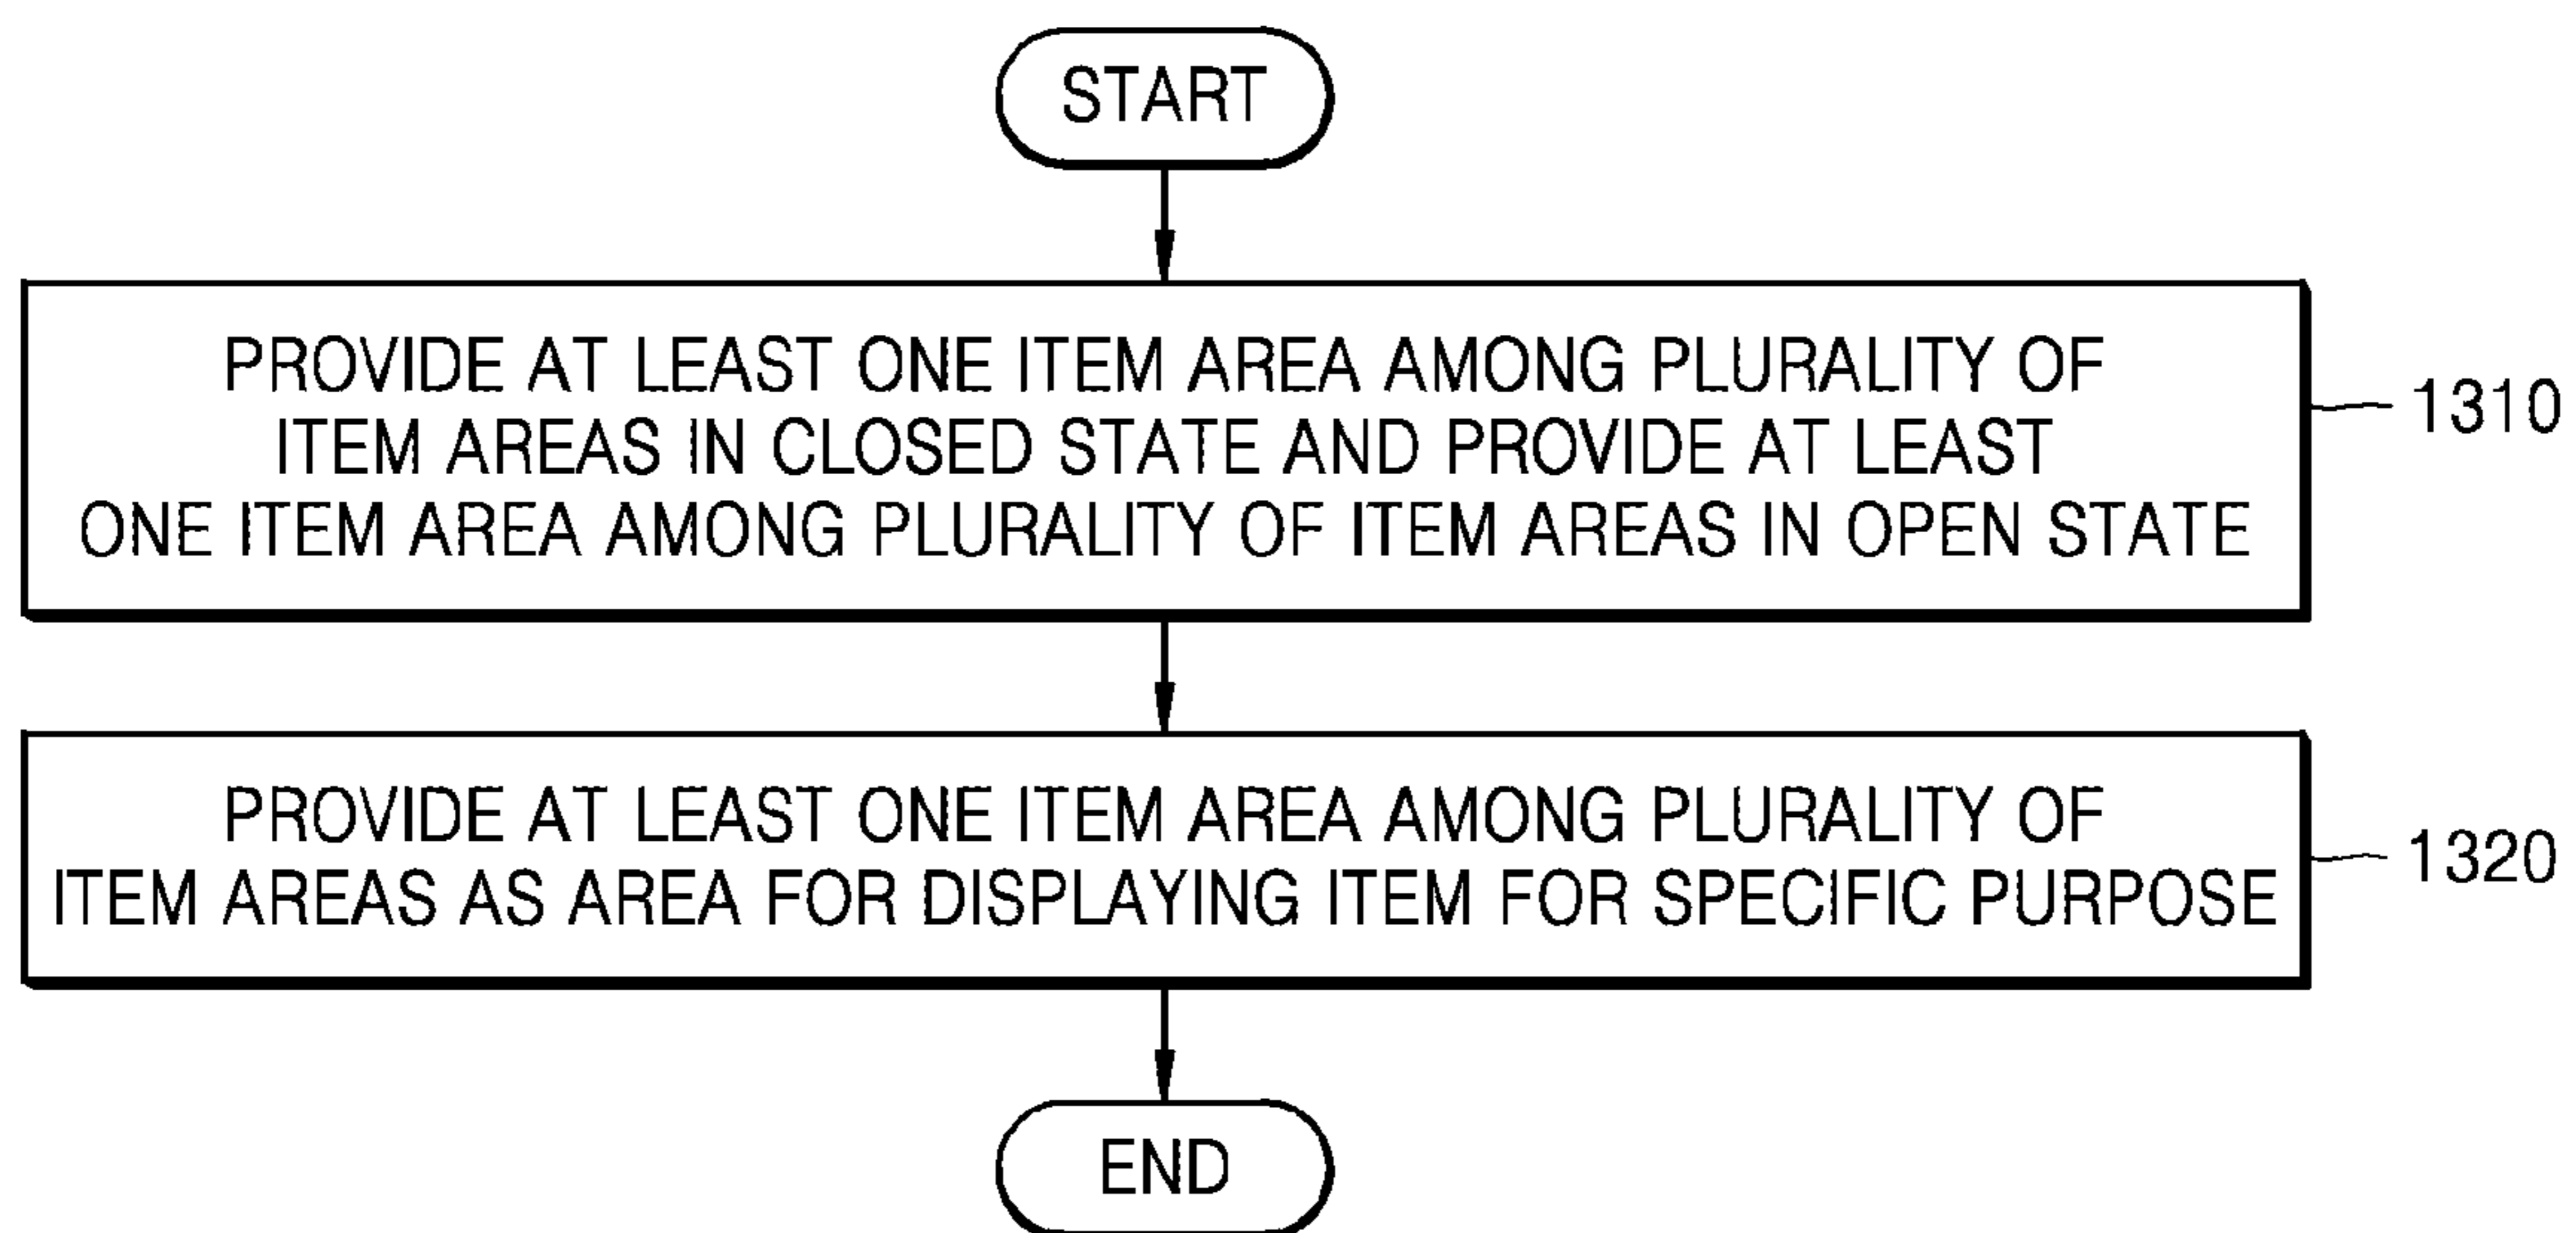 START
PROVIDE AT LEAST ONE ITEM AREA AMONG PLURALITY OF
ITEM AREAS IN CLOSED STATE AND PROVIDE AT LEAST
ONE ITEM AREA AMONG PLURALITY OF ITEM AREAS IN OPEN STATE
1310
PROVIDE AT LEAST ONE ITEM AREA AMONG PLURALITY OF
ITEM AREAS AS AREA FOR DISPLAYING ITEM FOR SPECIFIC PURPOSE
1320
END